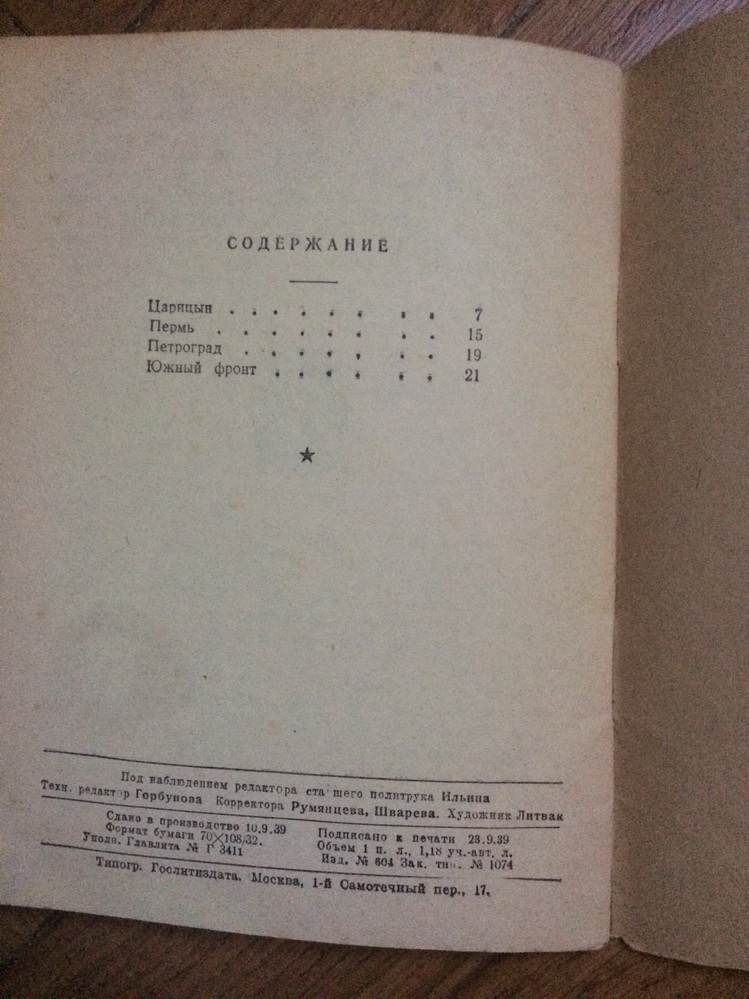 СОДЕРЖАНИЕ
Царицын . . . . . . . . 7
Пермь . . . . . . . . 15
Петроград . . . . . . . 19
Южный фронт . . . . . . 21
★
Под наблюдением редактора ста шего политрука Ильина
Техн. редактор Горбунова Корректора Румянцева, Шварева. Художник Литвак
Сдано в производство 10.9.39
Формат бумаги 70×108/32.
Уполн. Главлита № Г 3411
Подписано к печати 23.9.39
Объем 1 п. л., 1,18 уч.-авт. л.
Изд. № 604 Зак. тип. № 1074
Типогр. Гослитиздата. Москва, 1-й Самотечный пер., 17.